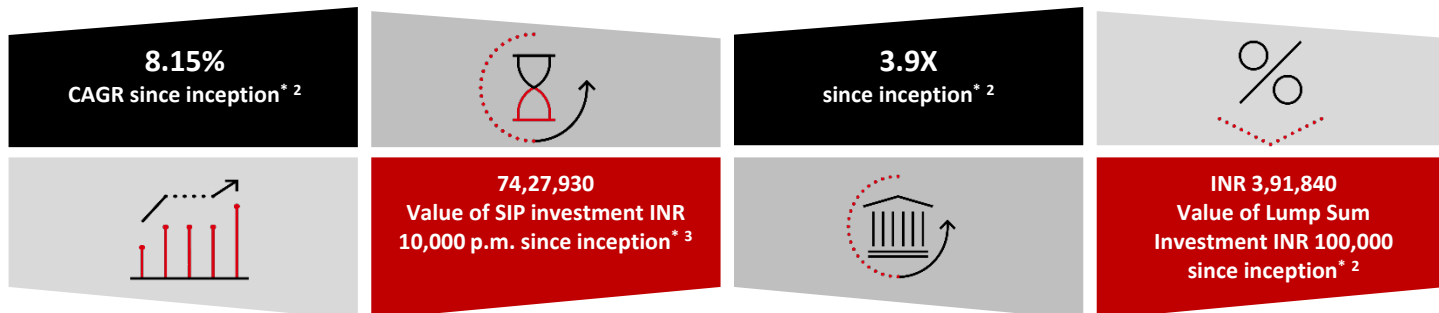 8.15%
CAGR since inception* 2
3.9X
since inception* 2
74,27,930
Value of SIP investment INR
10,000 p.m. since inception* 3
INR 3,91,840
Value of Lump Sum
Investment INR 100,000
since inception* 2